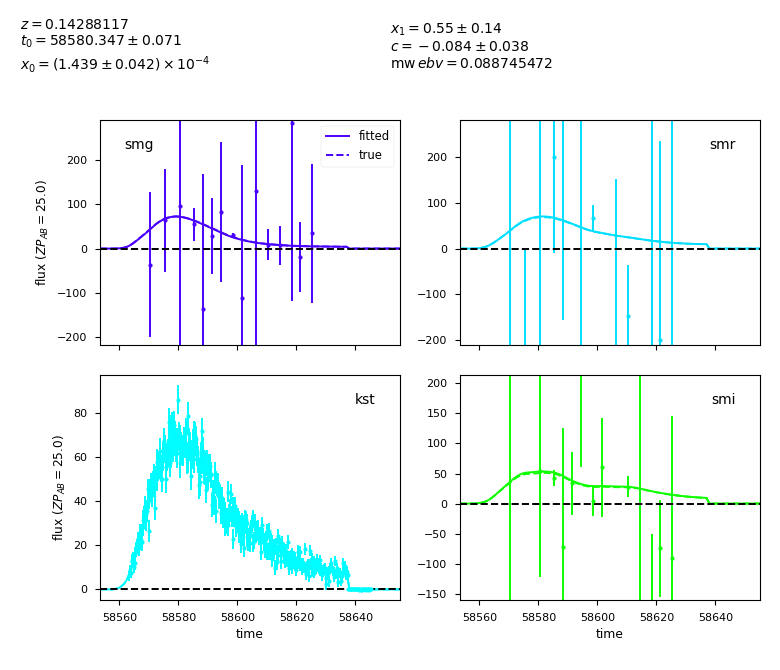 z = 0.14288117
t₀ = 58580.347 ± 0.071
x₀ = (1.439 ± 0.042) × 10⁻⁴
x₁ = 0.55 ± 0.14
c = −0.084 ± 0.038
mw ebv = 0.088745472
smg
fitted
true
200
100
0
−100
−200
flux (ZP_AB = 25.0)
smr
200
100
0
−100
−200
kst
80
60
40
20
0
flux (ZP_AB = 25.0)
58560 58580 58600 58620 58640
time
smi
200
150
100
50
0
−50
−100
−150
58560 58580 58600 58620 58640
time